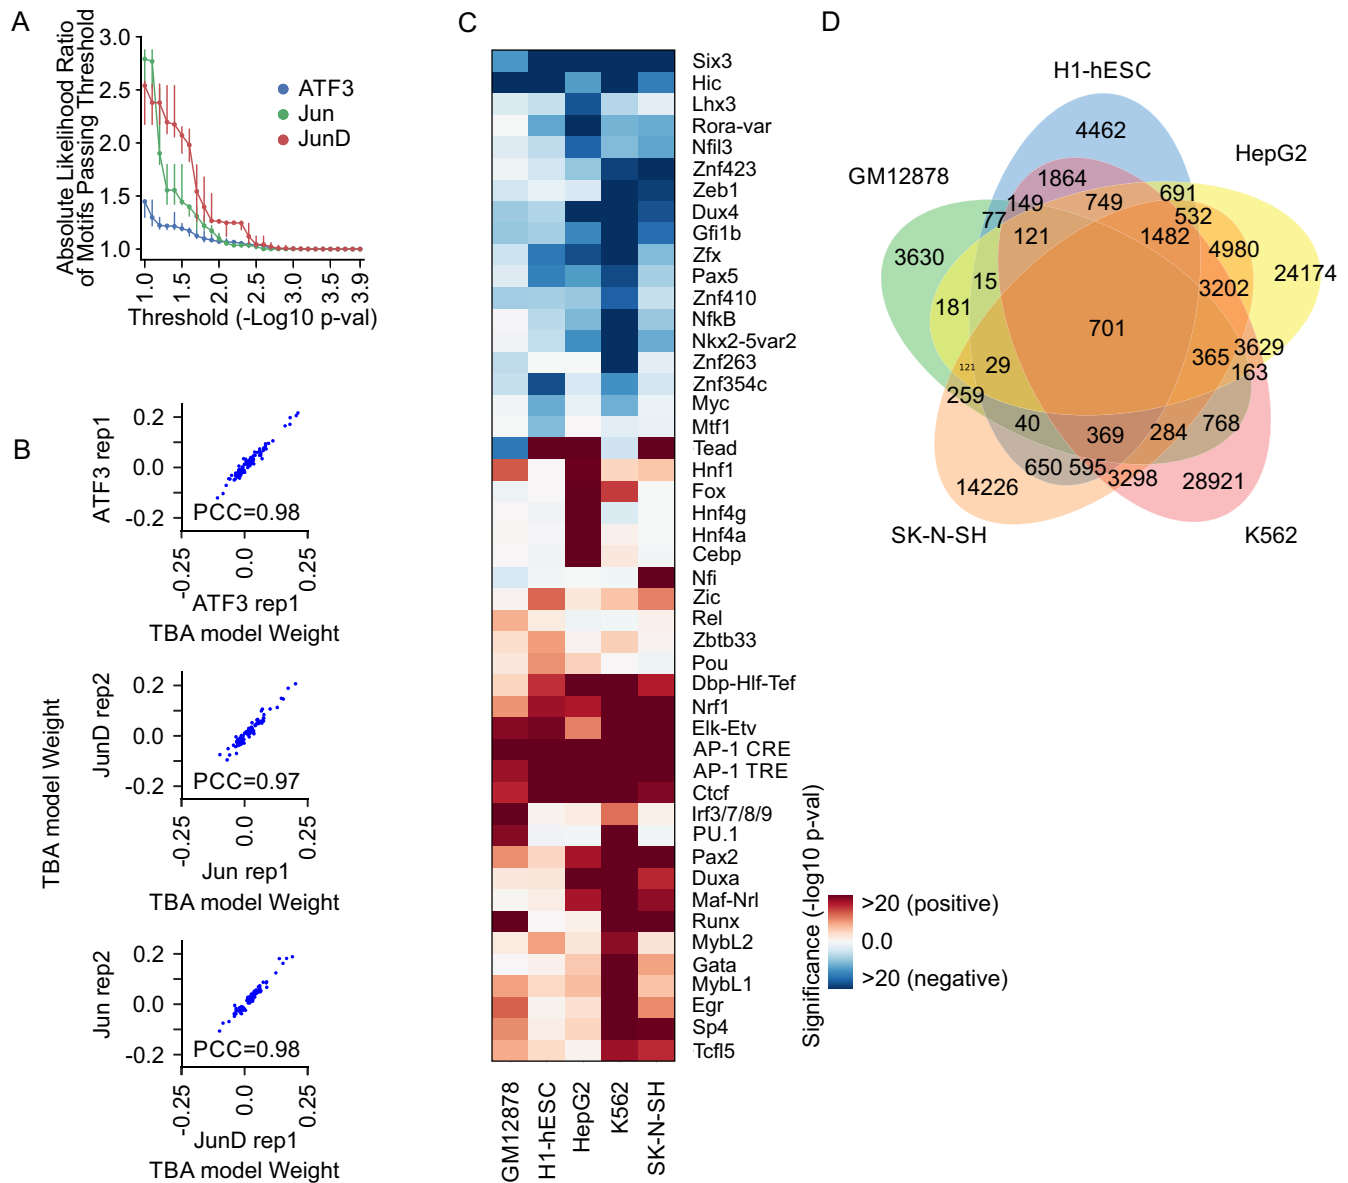 A
Absolute Likelihood Ratio
of Motifs Passing Threshold
3.0
2.5
2.0
1.5
1.0
ATF3
Jun
JunD
1.0
1.5
2.0
2.5
3.0
3.5
3.9
Threshold (-Log10 p-val)
B
TBA model Weight
ATF3 rep1
0.2
0.0
-0.2
PCC=0.98
-0.25
0.0
0.25
ATF3 rep1
TBA model Weight
JunD rep2
0.2
0.0
-0.2
PCC=0.97
-0.25
0.0
0.25
Jun rep1
TBA model Weight
Jun rep2
0.2
0.0
-0.2
PCC=0.98
-0.25
0.0
0.25
JunD rep1
TBA model Weight
C
Six3
Hic
Lhx3
Rora-var
Nfil3
Znf423
Zeb1
Dux4
Gfi1b
Zfx
Pax5
Znf410
NfkB
Nkx2-5var2
Znf263
Znf354c
Myc
Mtf1
Tead
Hnf1
Fox
Hnf4g
Hnf4a
Cebp
Nfi
Zic
Rel
Zbtb33
Pou
Dbp-Hlf-Tef
Nrf1
Elk-Etv
AP-1 CRE
AP-1 TRE
Ctcf
Irf3/7/8/9
PU.1
Pax2
Duxa
Maf-Nrl
Runx
MybL2
Gata
MybL1
Egr
Sp4
Tcfl5
GM12878
H1-hESC
HepG2
K562
SK-N-SH
Significance (-log10 p-val)
>20 (positive)
0.0
>20 (negative)
D
H1-hESC
HepG2
GM12878
SK-N-SH
K562
4462
1864
691
149
749
532
77
121
1482
4980
3630
24174
15
3202
181
701
3629
365
163
121
29
259
40
369
284
768
650
595
3298
14226
28921